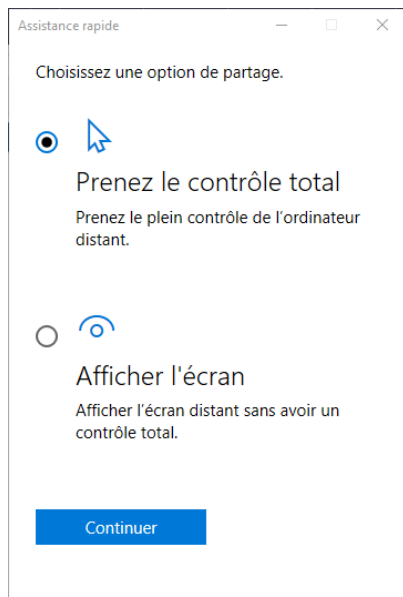 Assistance rapide
Choisissez une option de partage.
Prenez le contrôle total
Prenez le plein contrôle de l'ordinateur
distant.
Afficher l'écran
Afficher l'écran distant sans avoir un
contrôle total.
Continuer